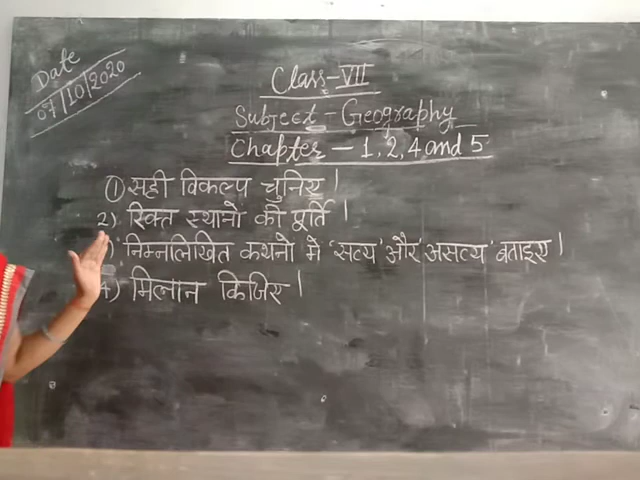 Date
07/10/2020
Class-VII
Subject - Geography
Chapter - 1, 2, 4 and 5
① सही विकल्प चुनिए।
2) रिक्त स्थानो की पूर्ति।
निम्नलिखित कथनो मे 'सत्य' और 'असत्य' बताइए।
4) मिलान किजिए।